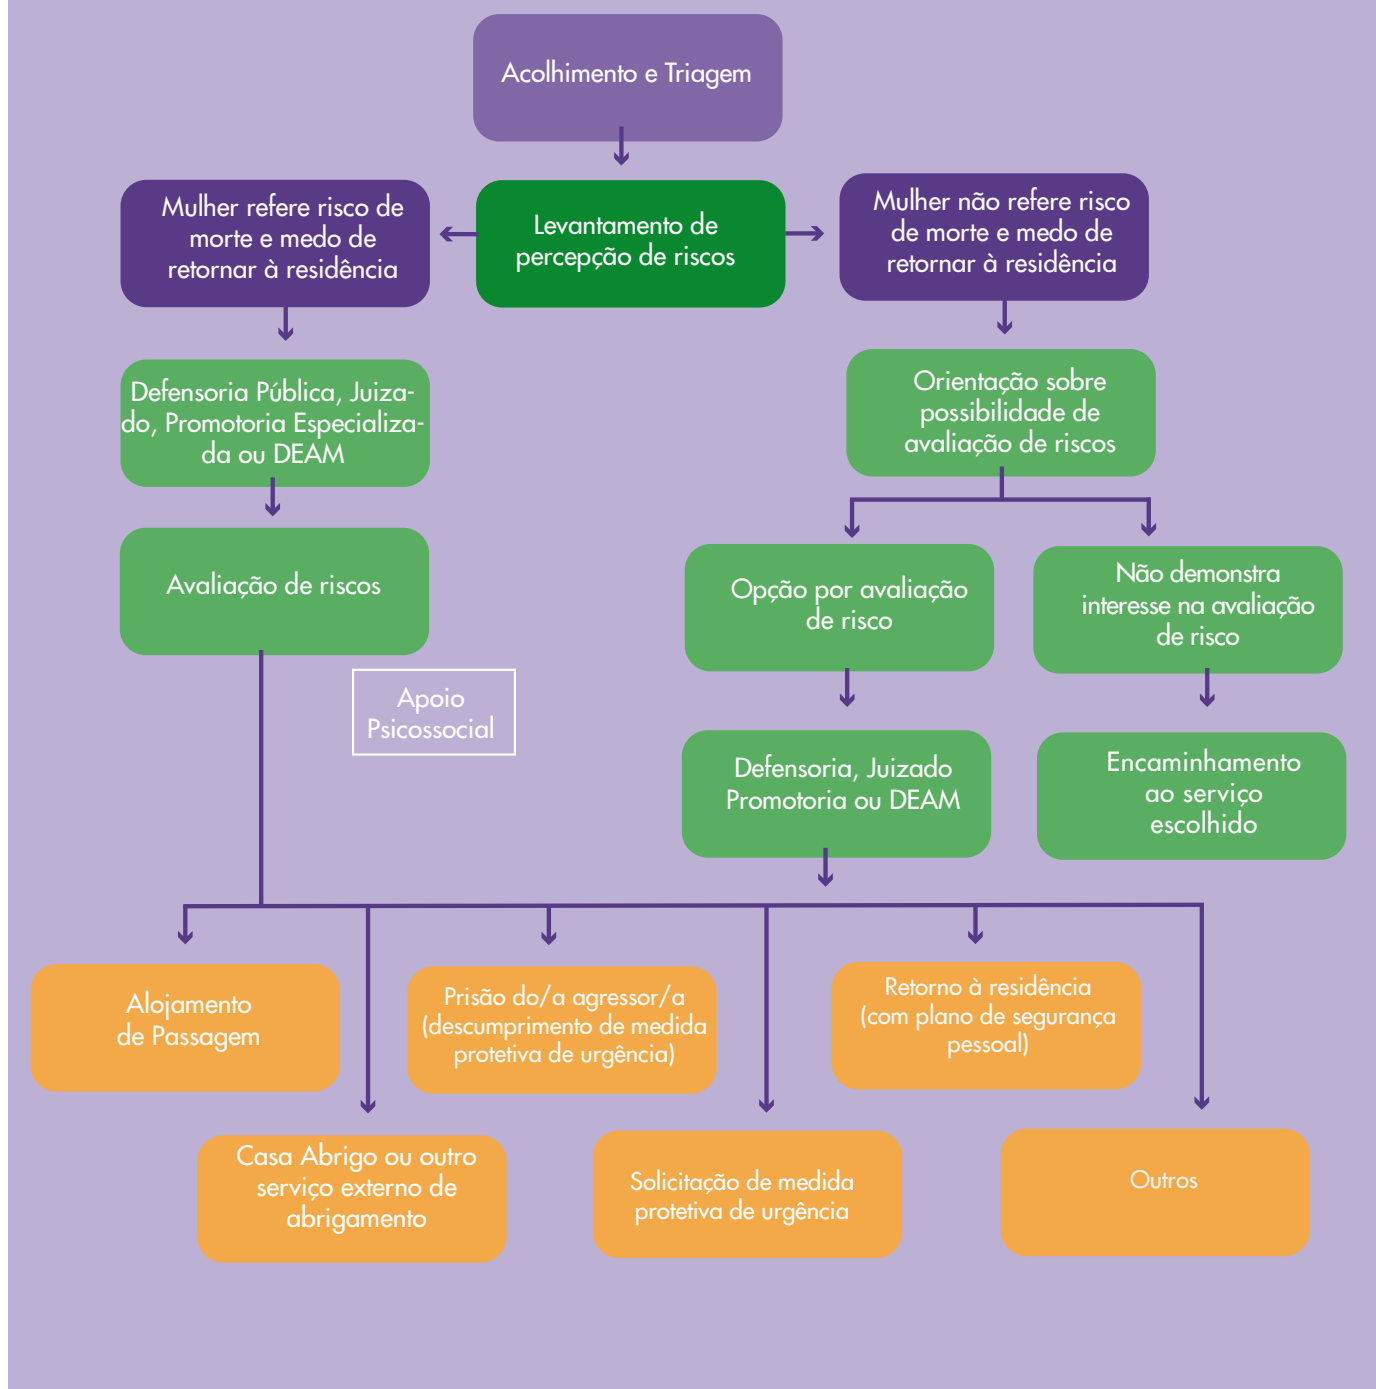 Acolhimento e Triagem
Mulher refere risco de
morte e medo de
retornar à residência
Levantamento de
percepção de riscos
Mulher não refere risco
de morte e medo de
retornar à residência
Defensoria Pública, Juiza-
do, Promotoria Especializa-
da ou DEAM
Orientação sobre
possibilidade de
avaliação de riscos
Avaliação de riscos
Opção por avaliação
de risco
Não demonstra
interesse na avaliação
de risco
Apoio
Psicossocial
Defensoria, Juizado
Promotoria ou DEAM
Encaminhamento
ao serviço
escolhido
Alojamento
de Passagem
Prisão do/a agressor/a
(descumprimento de medida
protetiva de urgência)
Retorno à residência
(com plano de segurança
pessoal)
Casa Abrigo ou outro
serviço externo de
abrigamento
Solicitação de medida
protetiva de urgência
Outros